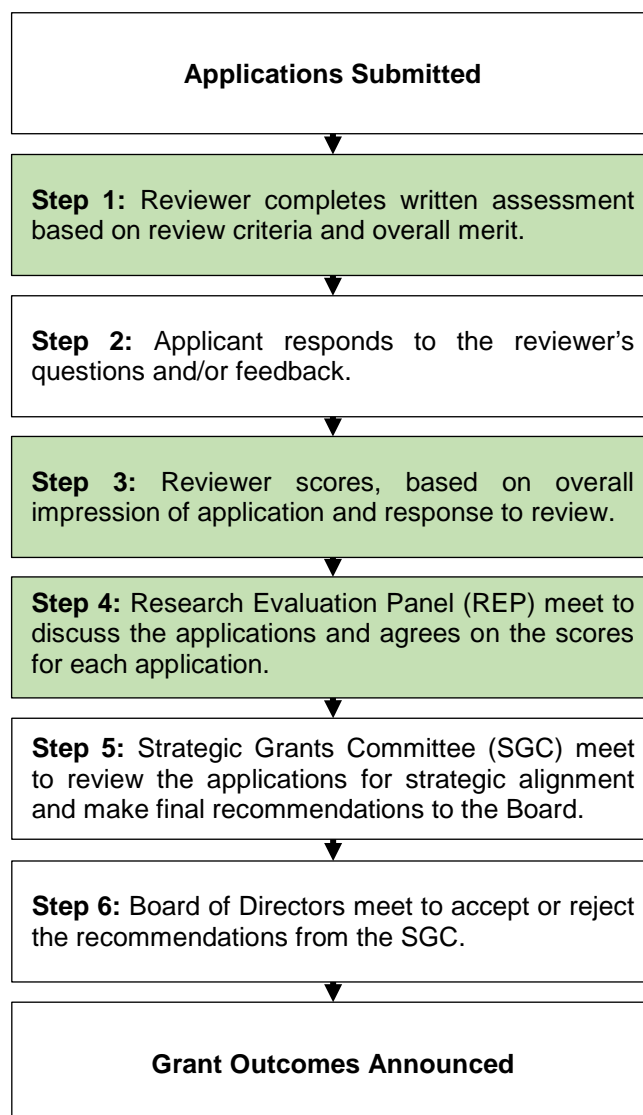 Applications Submitted
Step 1: Reviewer completes written assessment
based on review criteria and overall merit.
Step 2: Applicant responds to the reviewer's
questions and/or feedback.
Step 3: Reviewer scores, based on overall
impression of application and response to review.
Step 4: Research Evaluation Panel (REP) meet to
discuss the applications and agrees on the scores
for each application.
Step 5: Strategic Grants Committee (SGC) meet
to review the applications for strategic alignment
and make final recommendations to the Board.
Step 6: Board of Directors meet to accept or reject
the recommendations from the SGC.
Grant Outcomes Announced